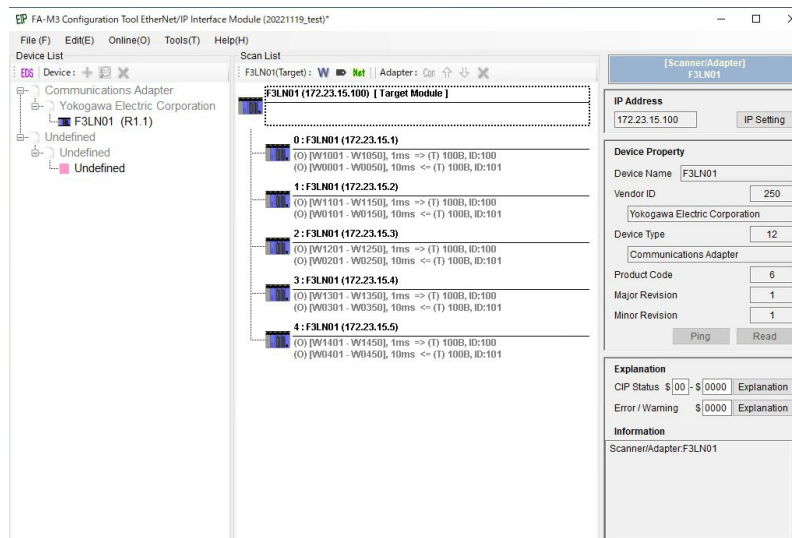 FA-M3 Configuration Tool EtherNet/IP Interface Module (20221119_test)*
File (F) Edit(E) Online(O) Tools(T) Help(H)
Device List
EDS Device:
Communications Adapter
Yokogawa Electric Corporation
F3LN01 (R1.1)
Undefined
Undefined
Undefined
Scan List
F3LN01(Target): W Net Adapter: Con
F3LN01 (172.23.15.100) [ Target Module ]
0 : F3LN01 (172.23.15.1)
(O) [W1001 - W1050], 1ms => (T) 100B, ID:100
(O) [W0001 - W0050], 10ms <= (T) 100B, ID:101
1 : F3LN01 (172.23.15.2)
(O) [W1101 - W1150], 1ms => (T) 100B, ID:100
(O) [W0101 - W0150], 10ms <= (T) 100B, ID:101
2 : F3LN01 (172.23.15.3)
(O) [W1201 - W1250], 1ms => (T) 100B, ID:100
(O) [W0201 - W0250], 10ms <= (T) 100B, ID:101
3 : F3LN01 (172.23.15.4)
(O) [W1301 - W1350], 1ms => (T) 100B, ID:100
(O) [W0301 - W0350], 10ms <= (T) 100B, ID:101
4 : F3LN01 (172.23.15.5)
(O) [W1401 - W1450], 1ms => (T) 100B, ID:100
(O) [W0401 - W0450], 10ms <= (T) 100B, ID:101
[Scanner/Adapter]
F3LN01
IP Address
172.23.15.100 IP Setting
Device Property
Device Name F3LN01
Vendor ID 250
Yokogawa Electric Corporation
Device Type 12
Communications Adapter
Product Code 6
Major Revision 1
Minor Revision 1
Ping Read
Explanation
CIP Status $ 00 - $ 0000 Explanation
Error / Warning $ 0000 Explanation
Information
Scanner/Adapter:F3LN01